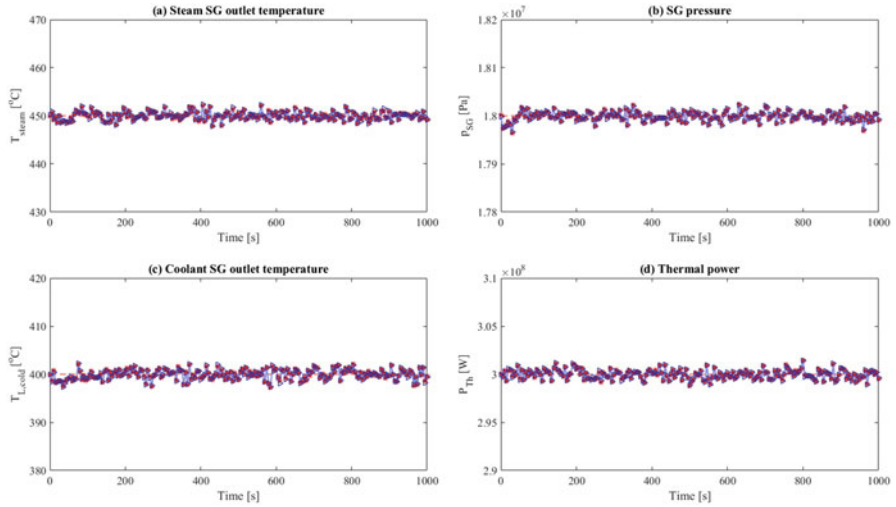 (a) Steam SG outlet temperature
470
460
450
440
430
T_steam [°C]
0 200 400 600 800 1000
Time [s]
(b) SG pressure
×10^7
1.82
1.81
1.8
1.79
1.78
p_SG [Pa]
0 200 400 600 800 1000
Time [s]
(c) Coolant SG outlet temperature
420
410
400
390
380
T_L,cold [°C]
0 200 400 600 800 1000
Time [s]
(d) Thermal power
×10^8
3.1
3.05
3
2.95
2.9
P_Th [W]
0 200 400 600 800 1000
Time [s]